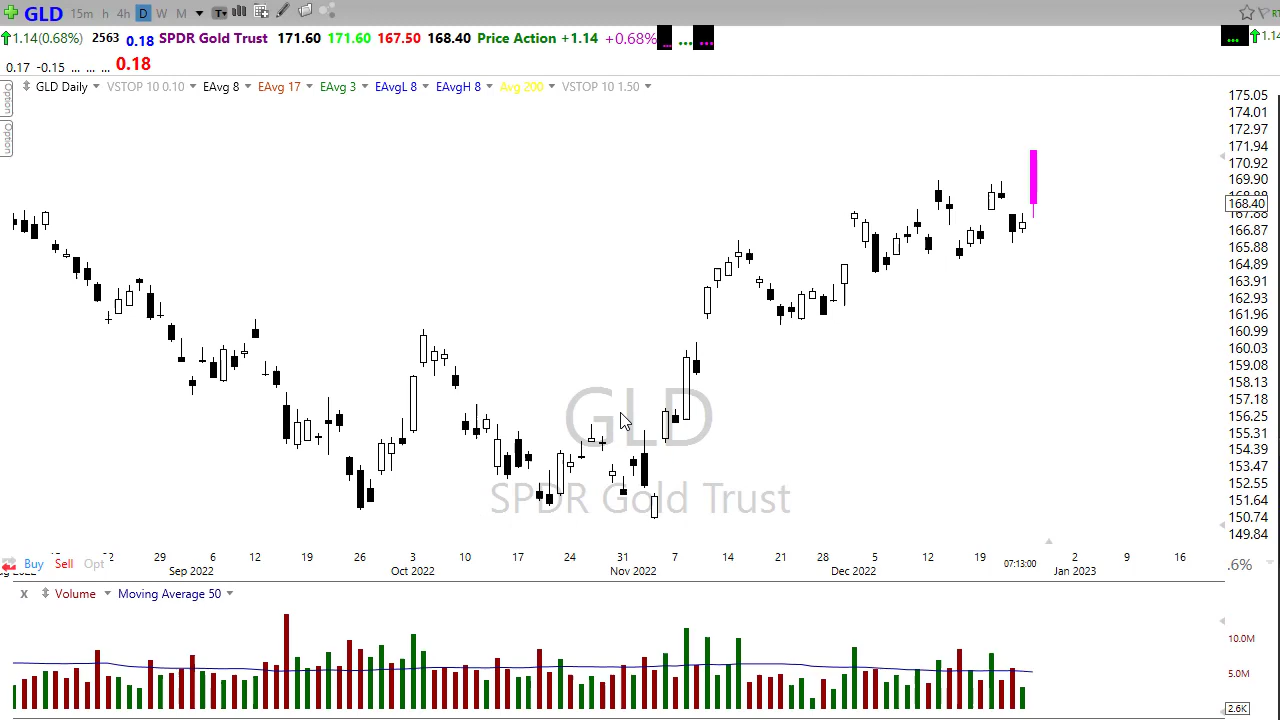 GLD 15m h 4h D W M T
1.14(0.68%) 2563 0.18 SPDR Gold Trust 171.60 171.60 167.50 168.40 Price Action +1.14 +0.68% ... ... ... ... 1.14
0.17 -0.15 ... ... ... 0.18
GLD Daily VSTOP 10 0.10 EAvg 8 EAvg 17 EAvg 3 EAvgL 8 EAvgH 8 Avg 200 VSTOP 10 1.50
Option
Option
175.05
174.01
172.97
171.94
170.92
169.90
168.40
166.87
165.88
164.89
163.91
162.93
161.96
160.99
160.03
159.08
158.13
157.18
156.25
155.31
154.39
153.47
152.55
151.64
150.74
149.84
GLD
SPDR Gold Trust
29 6 12 19 26 3 10 17 24 31 7 14 21 28 5 12 19 2 9 16
Buy Sell Opt .6%
Sep 2022 Oct 2022 Nov 2022 Dec 2022 07:13:00 Jan 2023
X Volume Moving Average 50
10.0M
5.0M
2.6K